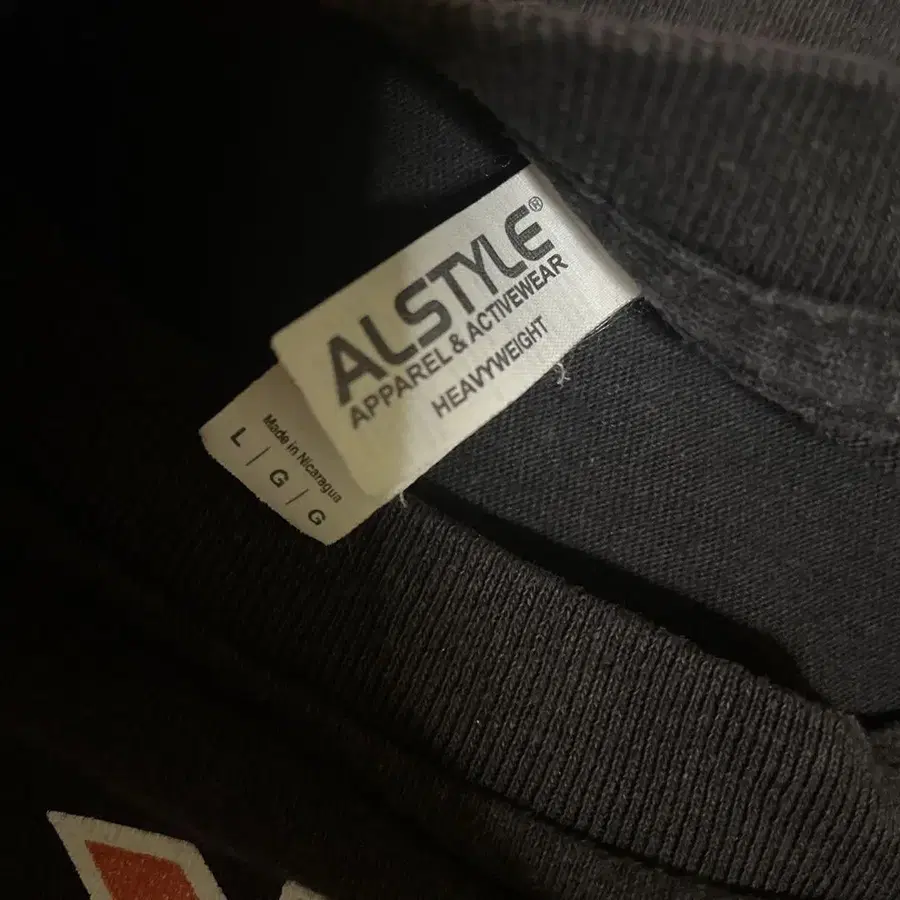 ALSTYLE®
APPAREL & ACTIVEWEAR
HEAVYWEIGHT
Made in Nicaragua
L / G / G